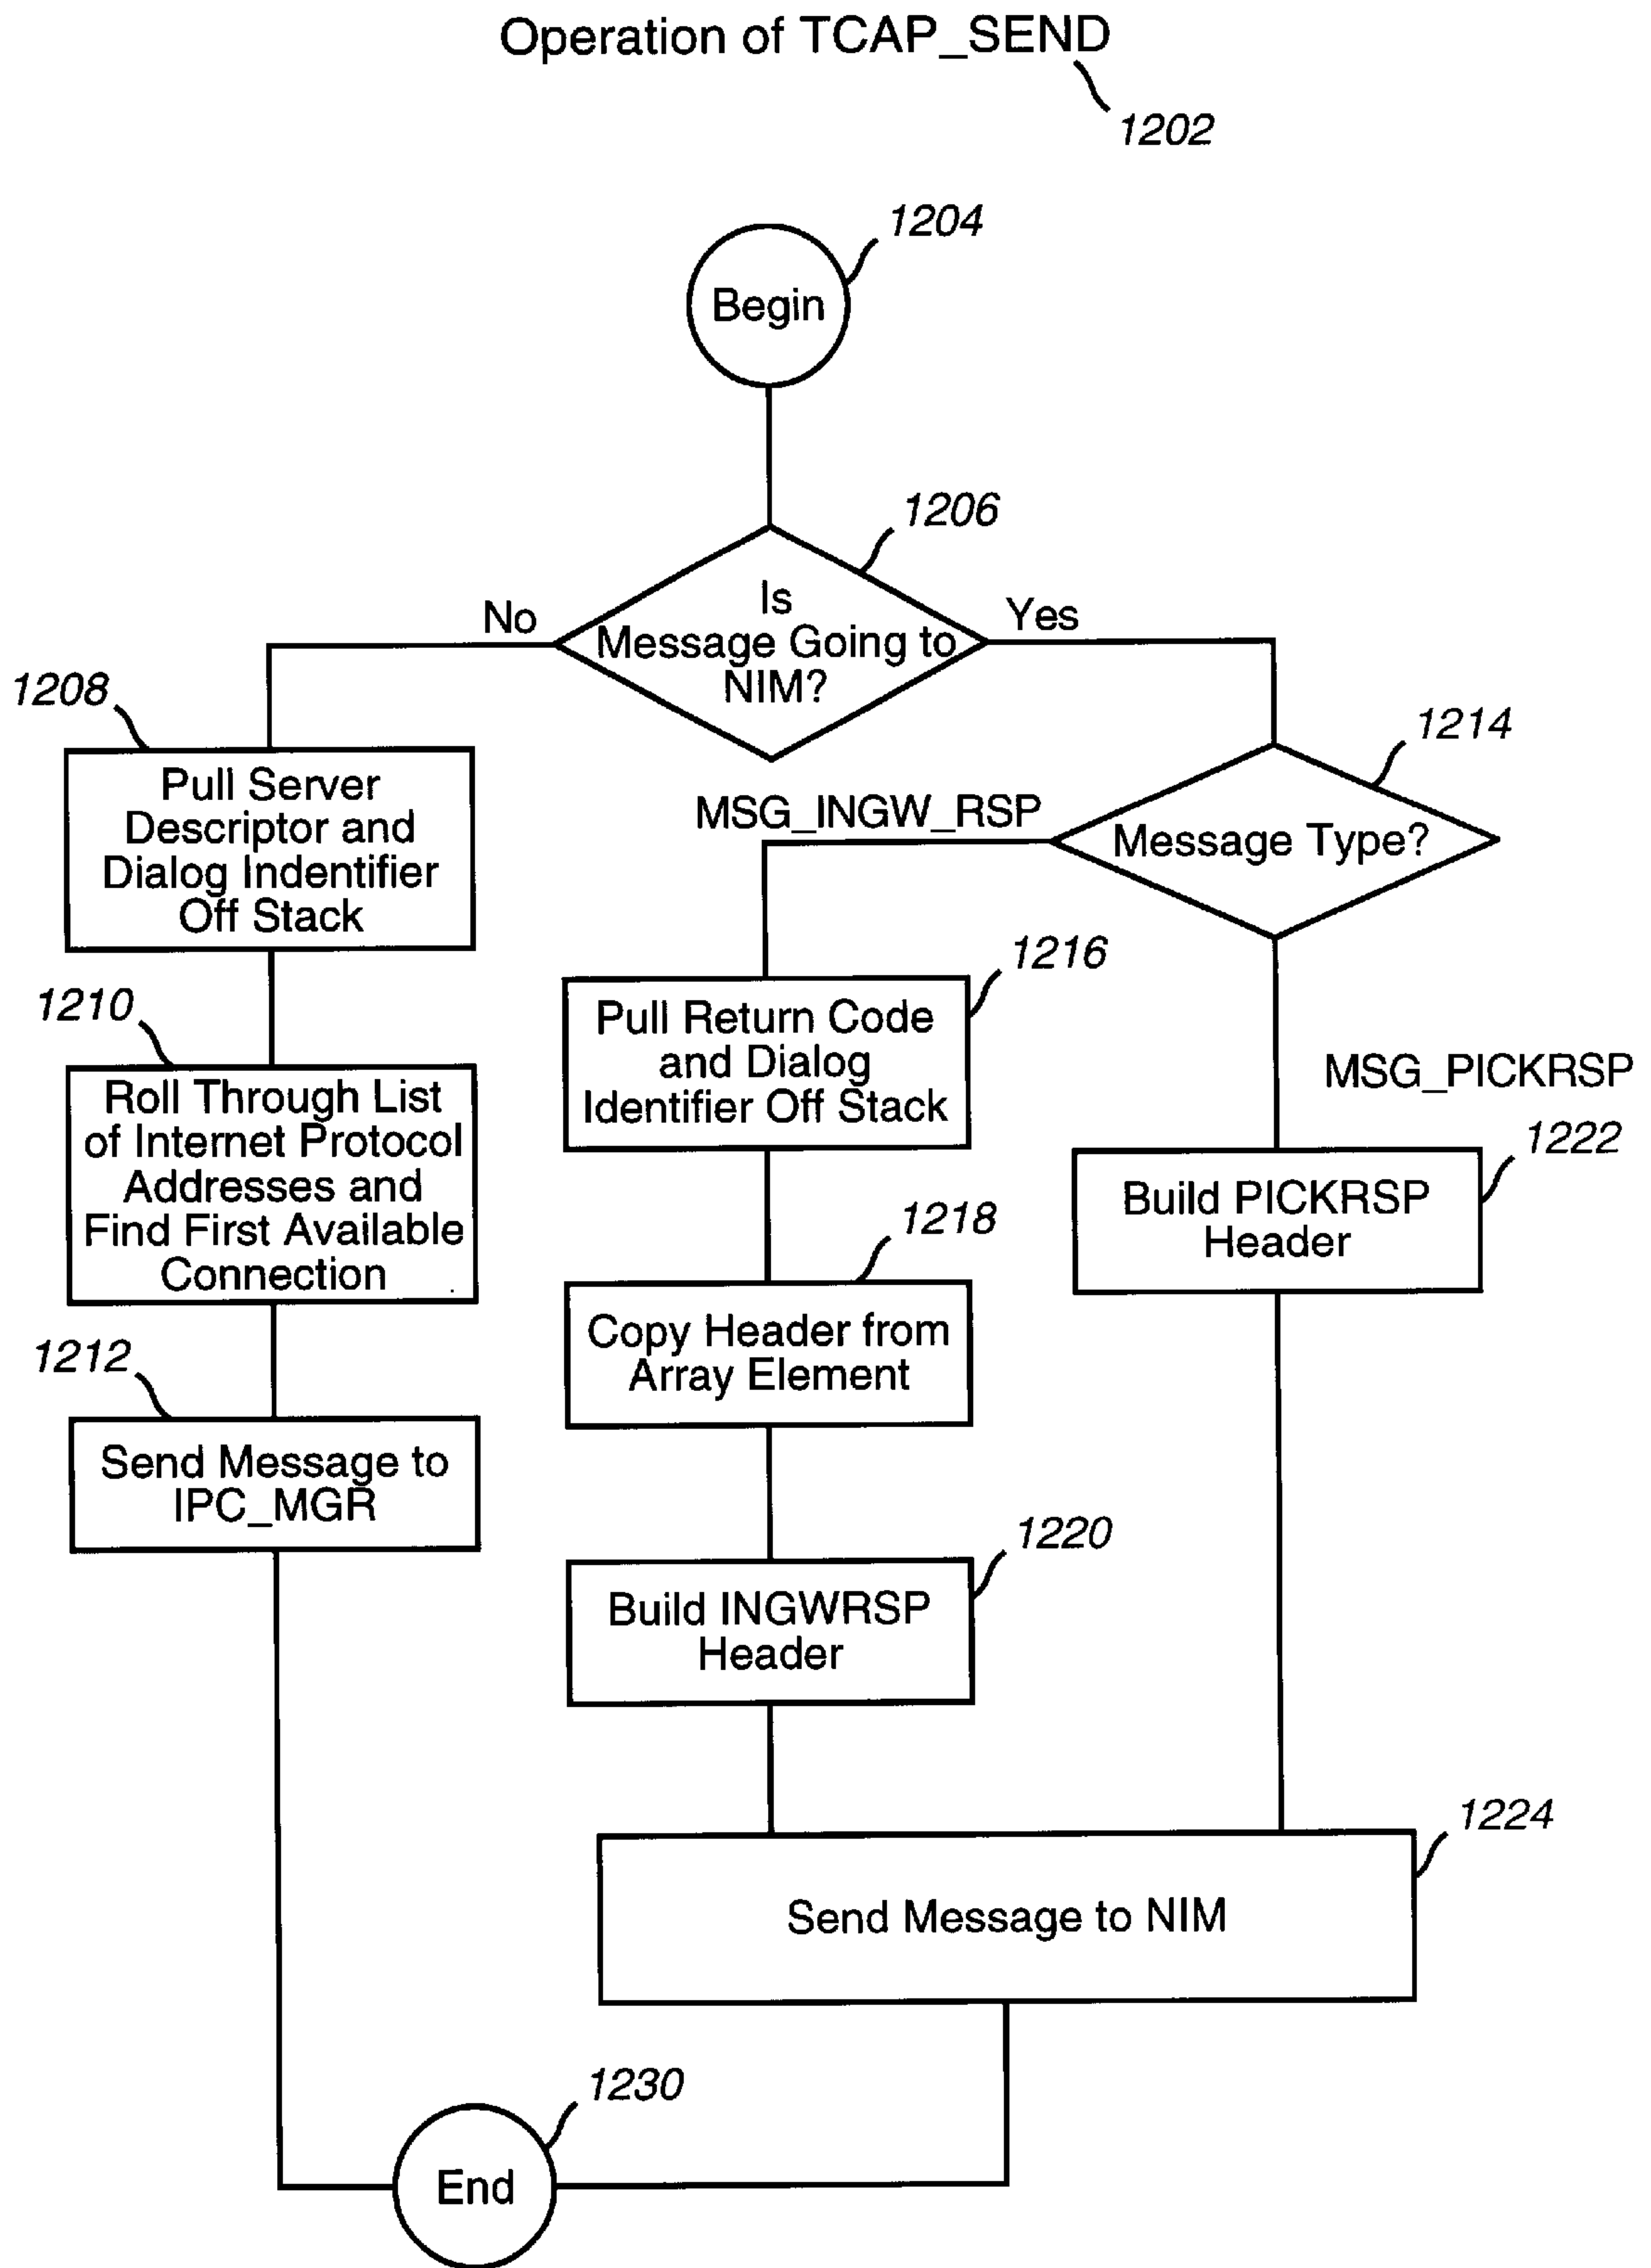 Operation of TCAP_SEND
1202
1204
Begin
1206
Is
Message Going to
NIM?
No
Yes
1208
Pull Server
Descriptor and
Dialog Indentifier
Off Stack
1214
Message Type?
MSG_INGW_RSP
1216
Pull Return Code
and Dialog
Identifier Off Stack
1210
Roll Through List
of Internet Protocol
Addresses and
Find First Available
Connection
MSG_PICKRSP
1222
Build PICKRSP
Header
1218
Copy Header from
Array Element
1212
Send Message to
IPC_MGR
1220
Build INGWRSP
Header
1224
Send Message to NIM
1230
End